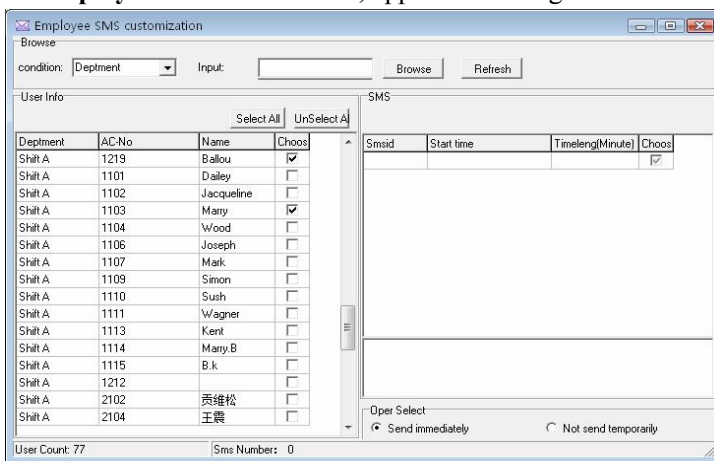 Employee SMS customization
Browse
condition: Deptment Input: Browse Refresh
User Info
Select All UnSelect Al
Deptment AC-No Name Choos
Shift A 1219 Ballou
Shift A 1101 Dailey
Shift A 1102 Jacqueline
Shift A 1103 Marry
Shift A 1104 Wood
Shift A 1106 Joseph
Shift A 1107 Mark
Shift A 1109 Simon
Shift A 1110 Sush
Shift A 1111 Wagner
Shift A 1113 Kent
Shift A 1114 Marry.B
Shift A 1115 B.k
Shift A 1212
Shift A 2102 贡维松
Shift A 2104 王震
SMS
Smsid Start time Timeleng(Minute) Choos
Oper Select
Send immediately Not send temporarily
User Count: 77 Sms Number: 0